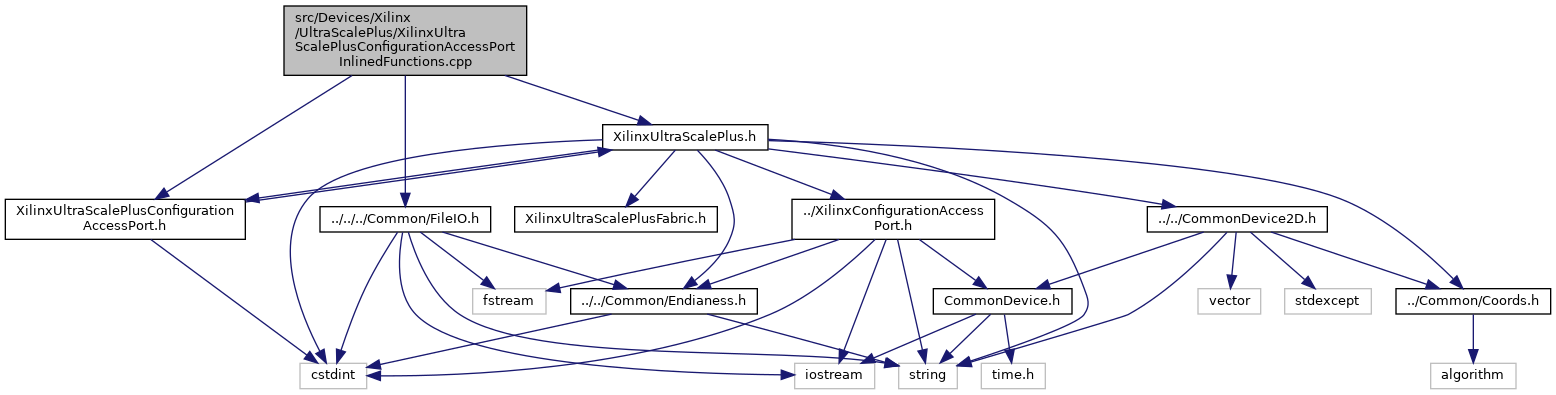 src/Devices/Xilinx
/UltraScalePlus/XilinxUltra
ScalePlusConfigurationAccessPort
InlinedFunctions.cpp
XilinxUltraScalePlus.h
XilinxUltraScalePlusConfiguration
AccessPort.h
../../../Common/FileIO.h
XilinxUltraScalePlusFabric.h
../XilinxConfigurationAccess
Port.h
../../CommonDevice2D.h
fstream
../../Common/Endianess.h
CommonDevice.h
vector
stdexcept
../Common/Coords.h
cstdint
iostream
string
time.h
algorithm